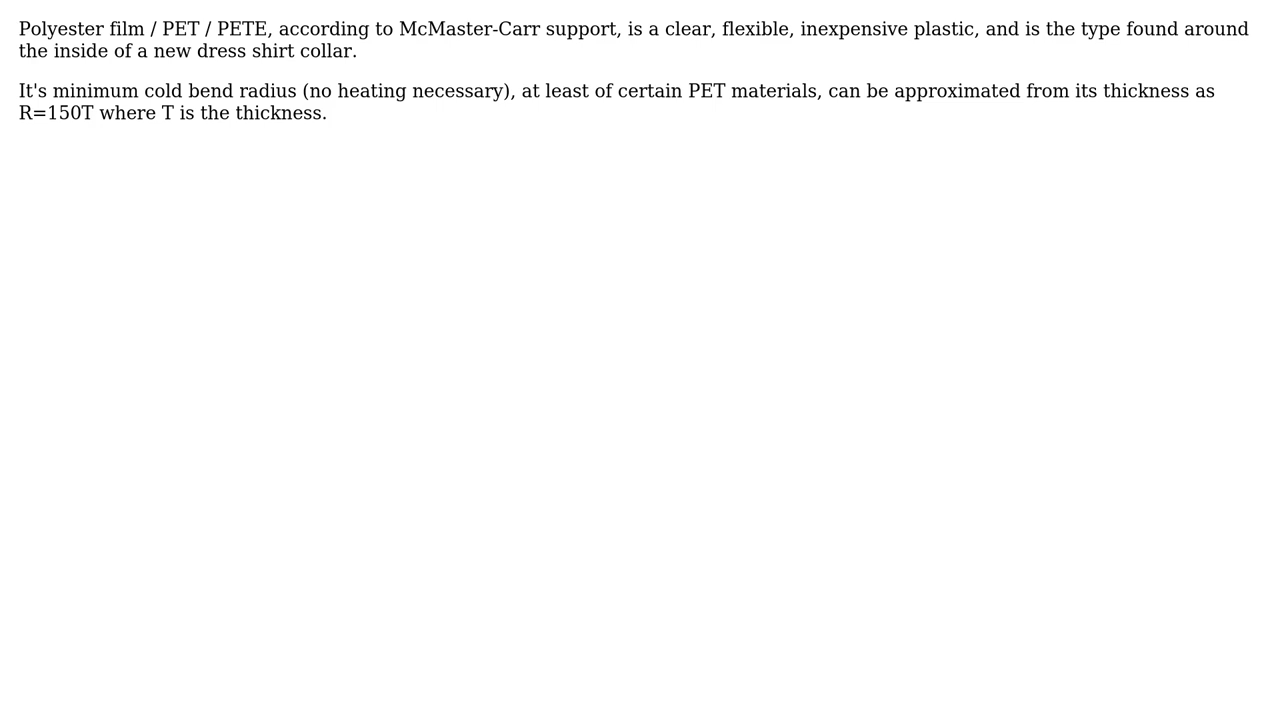 Polyester film / PET / PETE, according to McMaster-Carr support, is a clear, flexible, inexpensive plastic, and is the type found around
the inside of a new dress shirt collar.
It's minimum cold bend radius (no heating necessary), at least of certain PET materials, can be approximated from its thickness as
R=150T where T is the thickness.